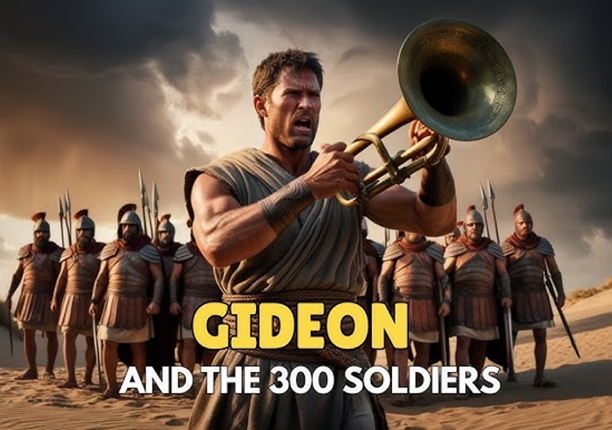 GIDEON
AND THE 300 SOLDIERS